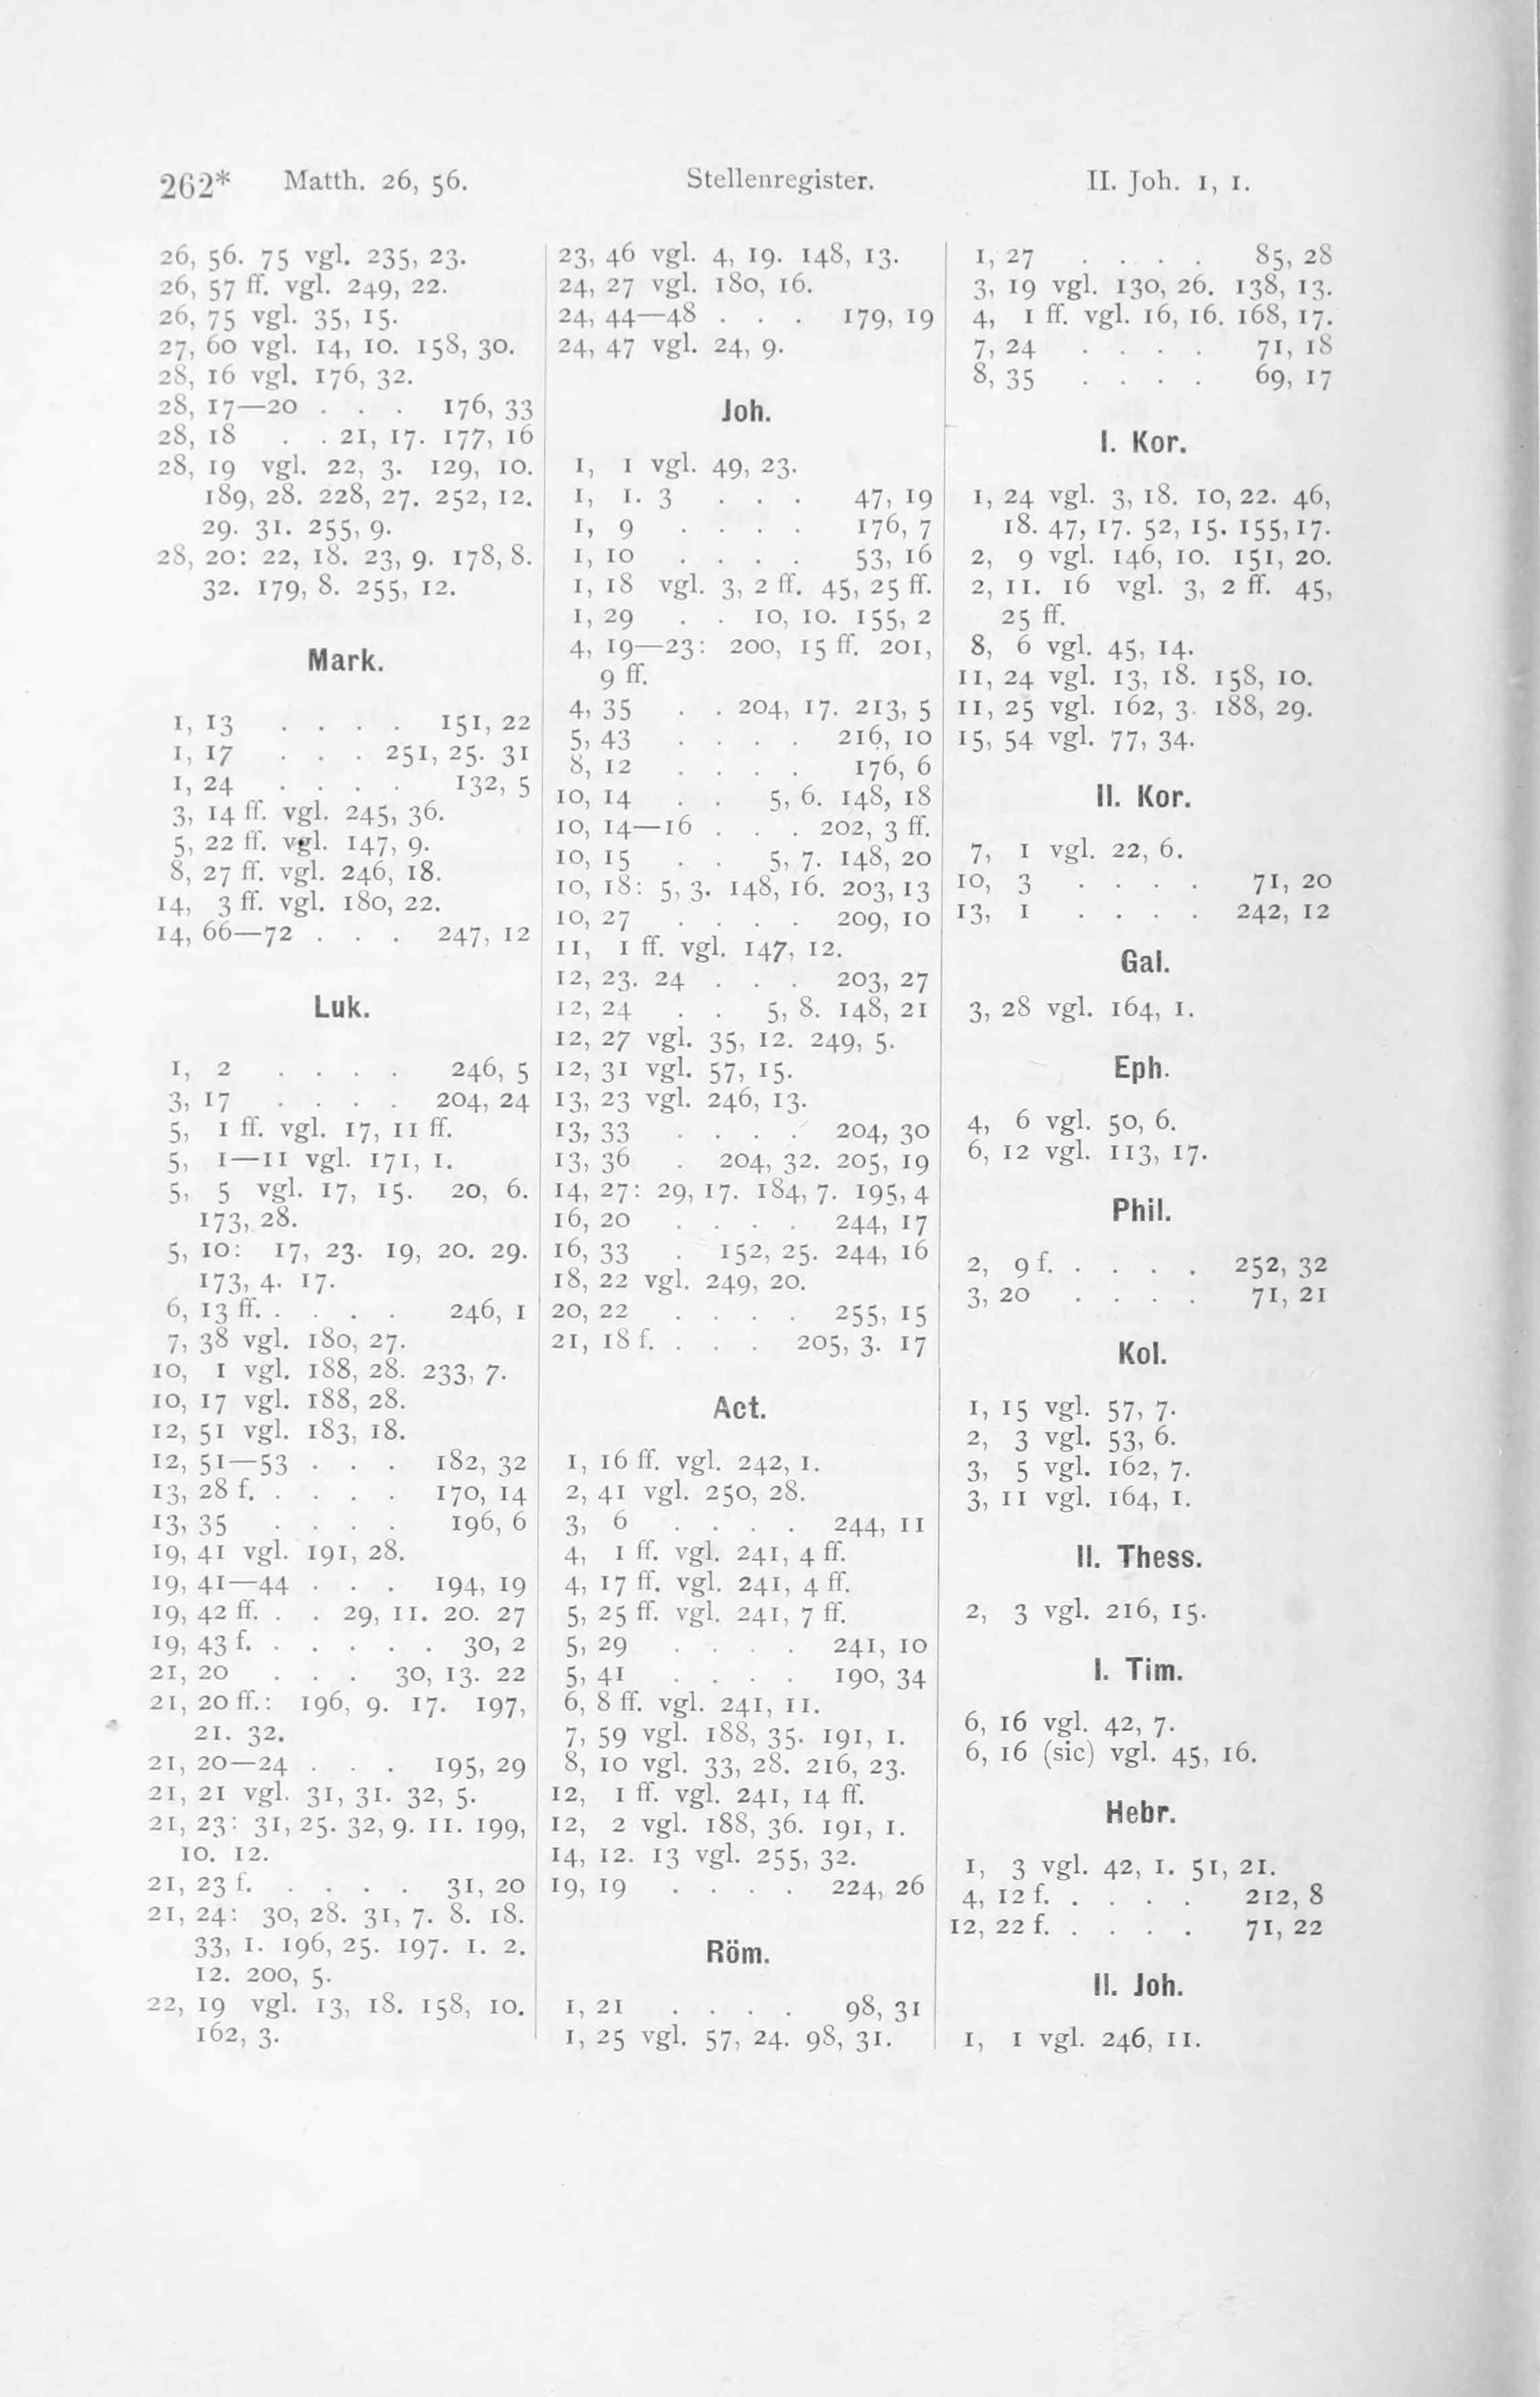 262* Matth. 26, 56. Stellenregister. II. Joh. 1, 1.
26, 56. 75 vgl. 235, 23.
26, 57 ff. vgl. 249, 22.
26, 75 vgl. 35, 15.
27, 60 vgl. 14, 10. 158, 30.
28, 16 vgl. 176, 32.
28, 17—20 . . . 176, 33
28, 18 . . 21, 17. 177, 16
28, 19 vgl. 22, 3. 129, 10.
189, 28. 228, 27. 252, 12.
29. 31. 255, 9.
28, 20: 22, 18. 23, 9. 178, 8.
32. 179, 8. 255, 12.
Mark.
1, 13 . . . . 151, 22
1, 17 . . . 251, 25. 31
1, 24 . . . . 132, 5
3, 14 ff. vgl. 245, 36.
5, 22 ff. vgl. 147, 9.
8, 27 ff. vgl. 246, 18.
14, 3 ff. vgl. 180, 22.
14, 66—72 . . . 247, 12
Luk.
1, 2 . . . . 246, 5
3, 17 . . . . 204, 24
5, 1 ff. vgl. 17, 11 ff.
5, 1—11 vgl. 171, 1.
5, 5 vgl. 17, 15. 20, 6.
173, 28.
5, 10: 17, 23. 19, 20. 29.
173, 4. 17.
6, 13 ff. . . . . 246, 1
7, 38 vgl. 180, 27.
10, 1 vgl. 188, 28. 233, 7.
10, 17 vgl. 188, 28.
12, 51 vgl. 183, 18.
12, 51—53 . . . 182, 32
13, 28 f. . . . . 170, 14
13, 35 . . . . 196, 6
19, 41 vgl. 191, 28.
19, 41—44 . . . 194, 19
19, 42 ff. . . 29, 11. 20. 27
19, 43 f. . . . . . 30, 2
21, 20 . . . 30, 13. 22
21, 20 ff.: 196, 9. 17. 197,
21. 32.
21, 20—24 . . . 195, 29
21, 21 vgl. 31, 31. 32, 5.
21, 23: 31, 25. 32, 9. 11. 199,
10. 12.
21, 23 f. . . . . 31, 20
21, 24: 30, 28. 31, 7. 8. 18.
33, 1. 196, 25. 197. 1. 2.
12. 200, 5.
22, 19 vgl. 13, 18. 158, 10.
162, 3.
23, 46 vgl. 4, 19. 148, 13.
24, 27 vgl. 180, 16.
24, 44—48 . . . 179, 19
24, 47 vgl. 24, 9.
Joh.
1, 1 vgl. 49, 23.
1, 1. 3 . . . 47, 19
1, 9 . . . . 176, 7
1, 10 . . . . 53, 16
1, 18 vgl. 3, 2 ff. 45, 25 ff.
1, 29 . . 10, 10. 155, 2
4, 19—23: 200, 15 ff. 201,
9 ff.
4, 35 . . 204, 17. 213, 5
5, 43 . . . . 216, 10
8, 12 . . . . 176, 6
10, 14 . . 5, 6. 148, 18
10, 14—16 . . . 202, 3 ff.
10, 15 . . 5, 7. 148, 20
10, 18: 5, 3. 148, 16. 203, 13
10, 27 . . . . 209, 10
11, 1 ff. vgl. 147, 12.
12, 23. 24 . . . 203, 27
12, 24 . . 5, 8. 148, 21
12, 27 vgl. 35, 12. 249, 5.
12, 31 vgl. 57, 15.
13, 23 vgl. 246, 13.
13, 33 . . . . 204, 30
13, 36 . 204, 32. 205, 19
14, 27: 29, 17. 184, 7. 195, 4
16, 20 . . . . 244, 17
16, 33 . 152, 25. 244, 16
18, 22 vgl. 249, 20.
20, 22 . . . . 255, 15
21, 18 f. . . . 205, 3. 17
Act.
1, 16 ff. vgl. 242, 1.
2, 41 vgl. 250, 28.
3, 6 . . . . 244, 11
4, 1 ff. vgl. 241, 4 ff.
4, 17 ff. vgl. 241, 4 ff.
5, 25 ff. vgl. 241, 7 ff.
5, 29 . . . . 241, 10
5, 41 . . . . 190, 34
6, 8 ff. vgl. 241, 11.
7, 59 vgl. 188, 35. 191, 1.
8, 10 vgl. 33, 28. 216, 23.
12, 1 ff. vgl. 241, 14 ff.
12, 2 vgl. 188, 36. 191, 1.
14, 12. 13 vgl. 255, 32.
19, 19 . . . . 224, 26
Röm.
1, 21 . . . . 98, 31
1, 25 vgl. 57, 24. 98, 31.
1, 27 . . . . 85, 28
3, 19 vgl. 130, 26. 138, 13.
4, 1 ff. vgl. 16, 16. 168, 17.
7, 24 . . . . 71, 18
8, 35 . . . . 69, 17
I. Kor.
1, 24 vgl. 3, 18. 10, 22. 46,
18. 47, 17. 52, 15. 155, 17.
2, 9 vgl. 146, 10. 151, 20.
2, 11. 16 vgl. 3, 2 ff. 45,
25 ff.
8, 6 vgl. 45, 14.
11, 24 vgl. 13, 18. 158, 10.
11, 25 vgl. 162, 3. 188, 29.
15, 54 vgl. 77, 34.
II. Kor.
7, 1 vgl. 22, 6.
10, 3 . . . . 71, 20
13, 1 . . . . 242, 12
Gal.
3, 28 vgl. 164, 1.
Eph.
4, 6 vgl. 50, 6.
6, 12 vgl. 113, 17.
Phil.
2, 9 f. . . . . 252, 32
3, 20 . . . . 71, 21
Kol.
1, 15 vgl. 57, 7.
2, 3 vgl. 53, 6.
3, 5 vgl. 162, 7.
3, 11 vgl. 164, 1.
II. Thess.
2, 3 vgl. 216, 15.
I. Tim.
6, 16 vgl. 42, 7.
6, 16 (sic) vgl. 45, 16.
Hebr.
1, 3 vgl. 42, 1. 51, 21.
4, 12 f. . . . . 212, 8
12, 22 f. . . . . 71, 22
II. Joh.
1, 1 vgl. 246, 11.